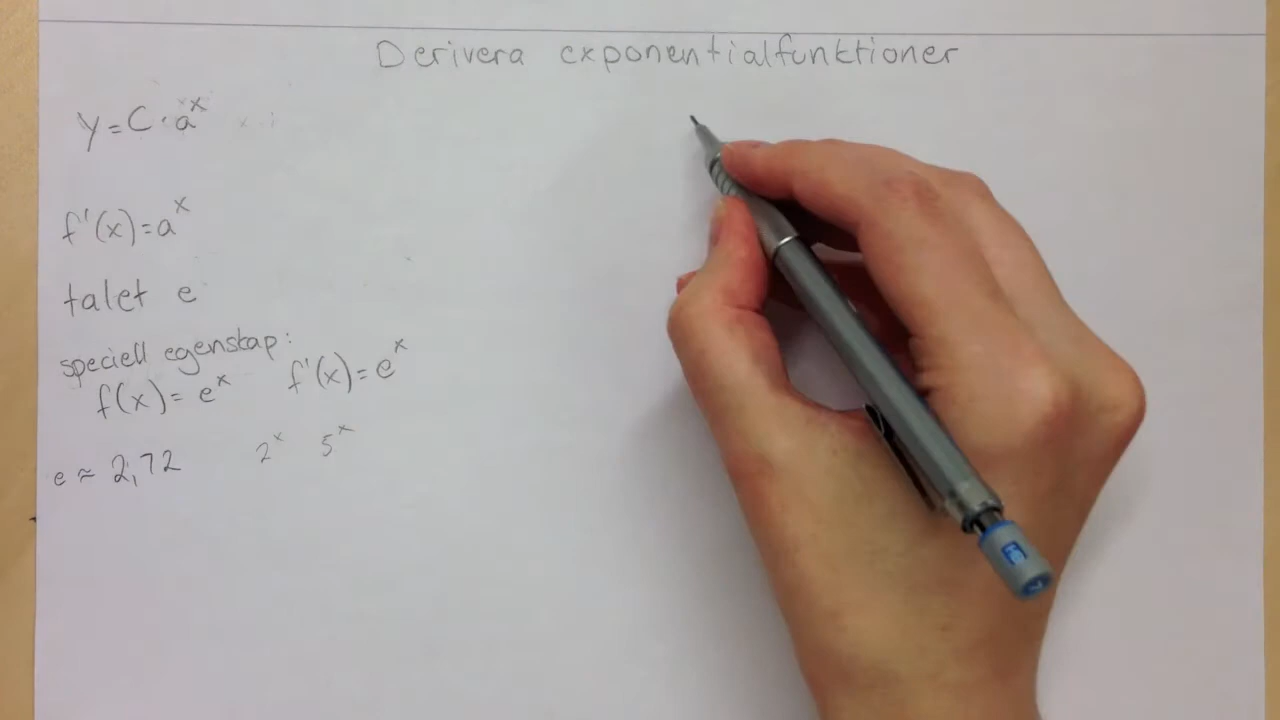 Derivera exponentialfunktioner
y = C · a^x
f'(x) = a^x
talet e
speciell egenskap:
f(x) = e^x f'(x) = e^x
e ≈ 2,72 2^x 5^x